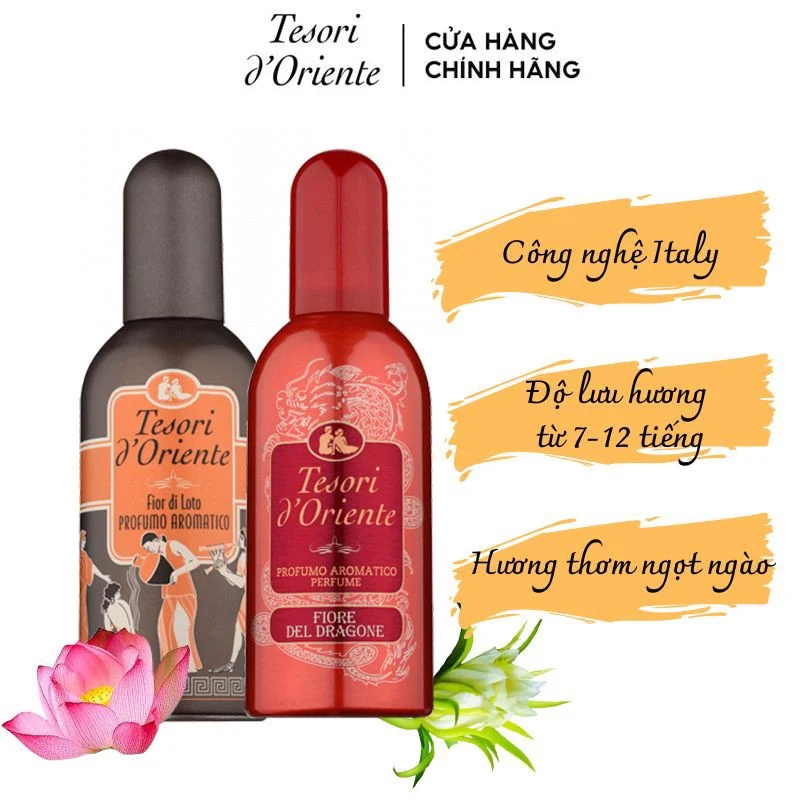 Tesori
d'Oriente
CỬA HÀNG
CHÍNH HÃNG
Công nghệ Italy
Độ lưu hương
từ 7-12 tiếng
Hương thơm ngọt ngào
Tesori
d'Oriente
Fior di Loto
PROFUMO AROMATICO
Tesori
d'Oriente
PROFUMO AROMATICO
PERFUME
FIORE
DEL DRAGONE